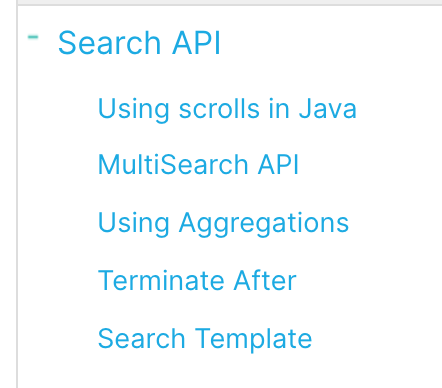 Search API
Using scrolls in Java
MultiSearch API
Using Aggregations
Terminate After
Search Template